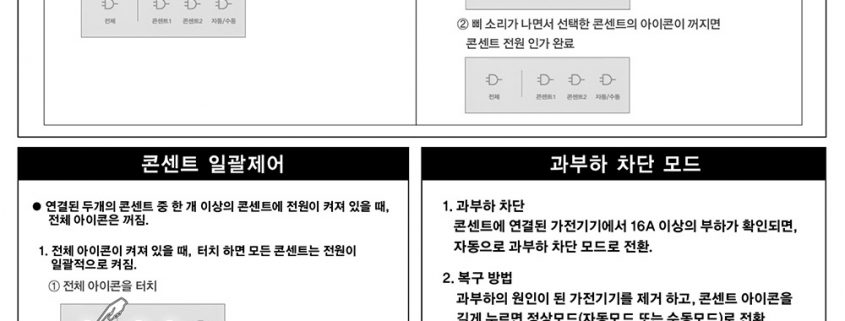 전체 콘센트1 콘센트2 자동/수동
② 삐 소리가 나면서 선택한 콘센트의 아이콘이 꺼지면
콘센트 전원 인가 완료
전체 콘센트1 콘센트2 자동/수동
콘센트 일괄제어
● 연결된 두개의 콘센트 중 한 개 이상의 콘센트에 전원이 켜져 있을 때,
전체 아이콘은 꺼짐.
1. 전체 아이콘이 켜져 있을 때, 터치 하면 모든 콘센트는 전원이
일괄적으로 켜짐.
① 전체 아이콘을 터치
과부하 차단 모드
1. 과부하 차단
콘센트에 연결된 가전기기에서 16A 이상의 부하가 확인되면,
자동으로 과부하 차단 모드로 전환.
2. 복구 방법
과부하의 원인이 된 가전기기를 제거 하고, 콘센트 아이콘을
길게 누르면 정상모드(자동모드 또는 수동모드)로 전환